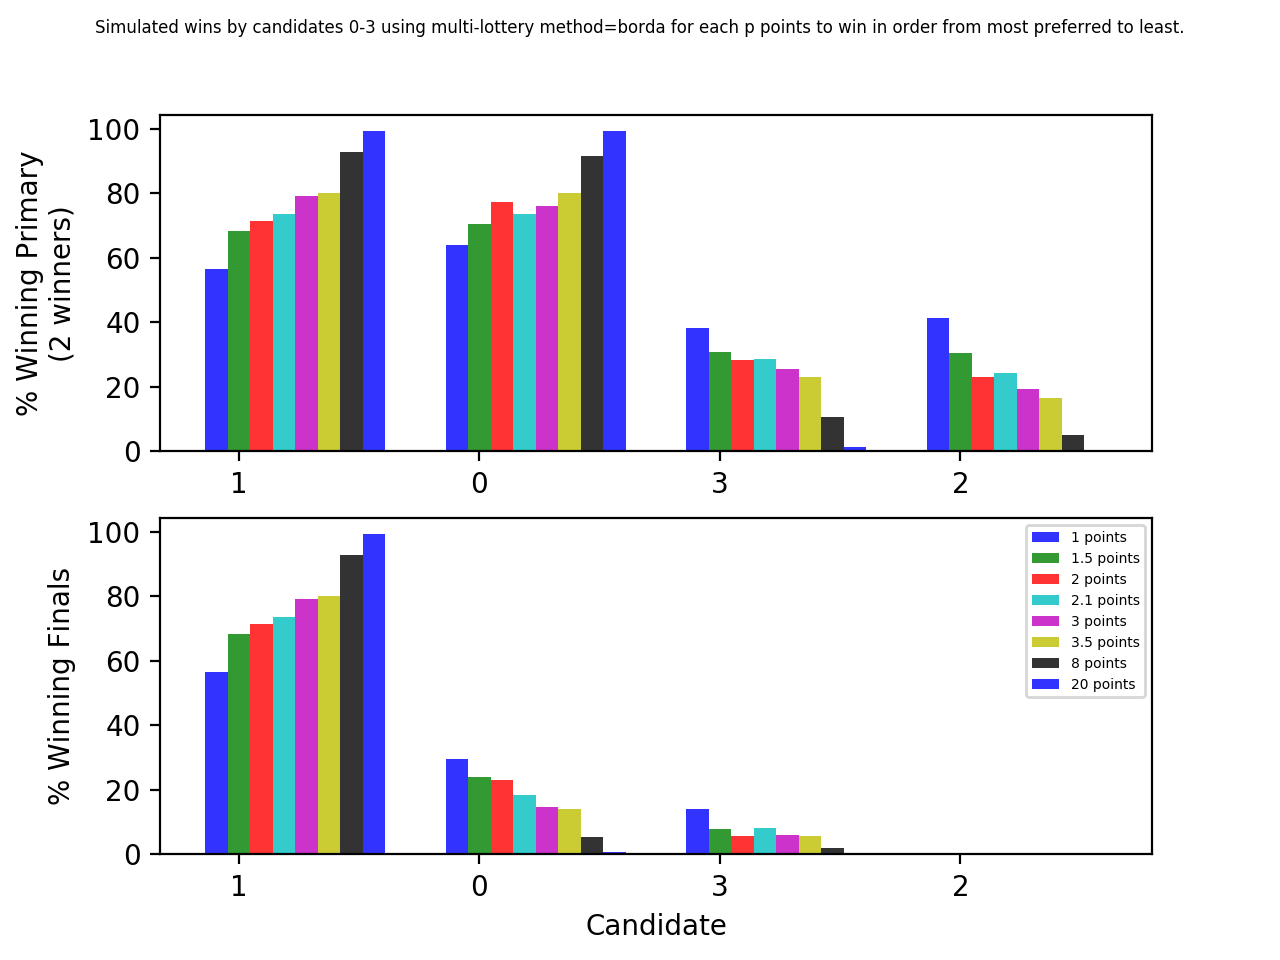 Simulated wins by candidates 0-3 using multi-lottery method=borda for each p points to win in order from most preferred to least.
% Winning Primary
(2 winners)
100
80
60
40
20
0
1 0 3 2
% Winning Finals
100
80
60
40
20
0
1 0 3 2
Candidate
1 points
1.5 points
2 points
2.1 points
3 points
3.5 points
8 points
20 points